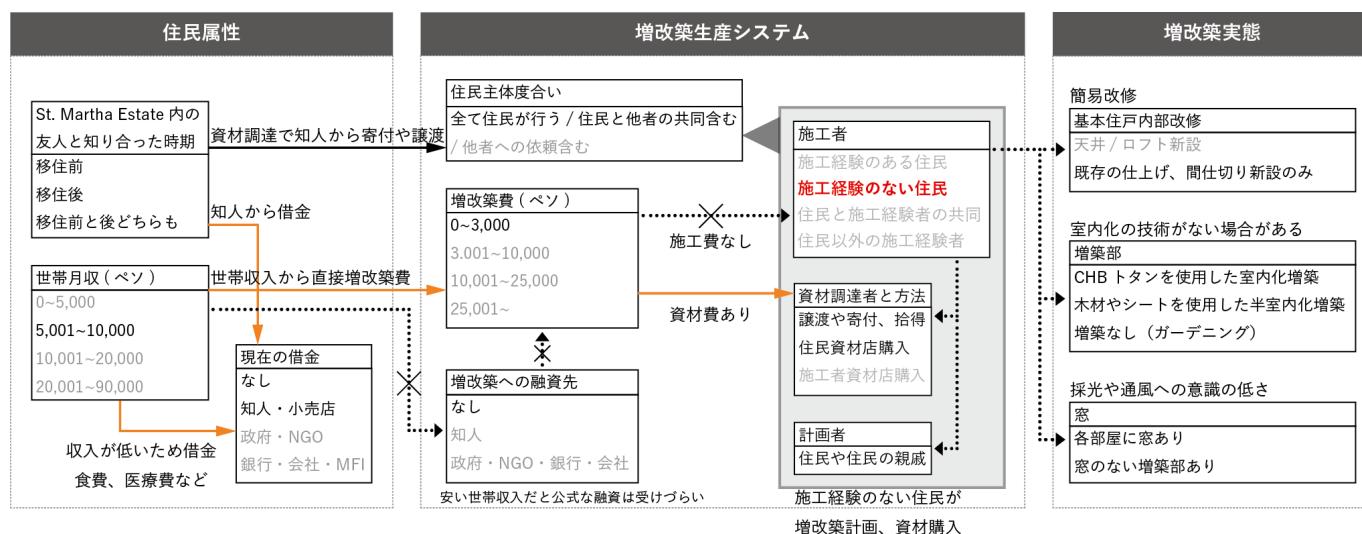 住民属性
St. Martha Estate 内の
友人と知り合った時期
移住前
移住後
移住前と後どちらも
資材調達で知人から寄付や譲渡
知人から借金
世帯月収 ( ペソ )
0~5,000
5,001~10,000
10,001~20,000
20,001~90,000
世帯収入から直接増改築費
現在の借金
なし
知人・小売店
政府・NGO
銀行・会社・MFI
収入が低いため借金
食費、医療費など
増改築生産システム
住民主体度合い
全て住民が行う / 住民と他者の共同含む
/ 他者への依頼含む
増改築費 ( ペソ )
0~3,000
3.001~10,000
10,001~25,000
25,001~
施工費なし
資材費あり
増改築への融資先
なし
知人
政府・NGO・銀行・会社
安い世帯収入だと公式な融資は受けづらい
施工者
施工経験のある住民
施工経験のない住民
住民と施工経験者の共同
住民以外の施工経験者
資材調達者と方法
譲渡や寄付、拾得
住民資材店購入
施工者資材店購入
計画者
住民や住民の親戚
施工経験のない住民が
増改築計画、資材購入
増改築実態
簡易改修
基本住戸内部改修
天井 / ロフト新設
既存の仕上げ、間仕切り新設のみ
室内化の技術がない場合がある
増築部
CHB トタンを使用した室内化増築
木材やシートを使用した半室内化増築
増築なし（ガーデニング）
採光や通風への意識の低さ
窓
各部屋に窓あり
窓のない増築部あり